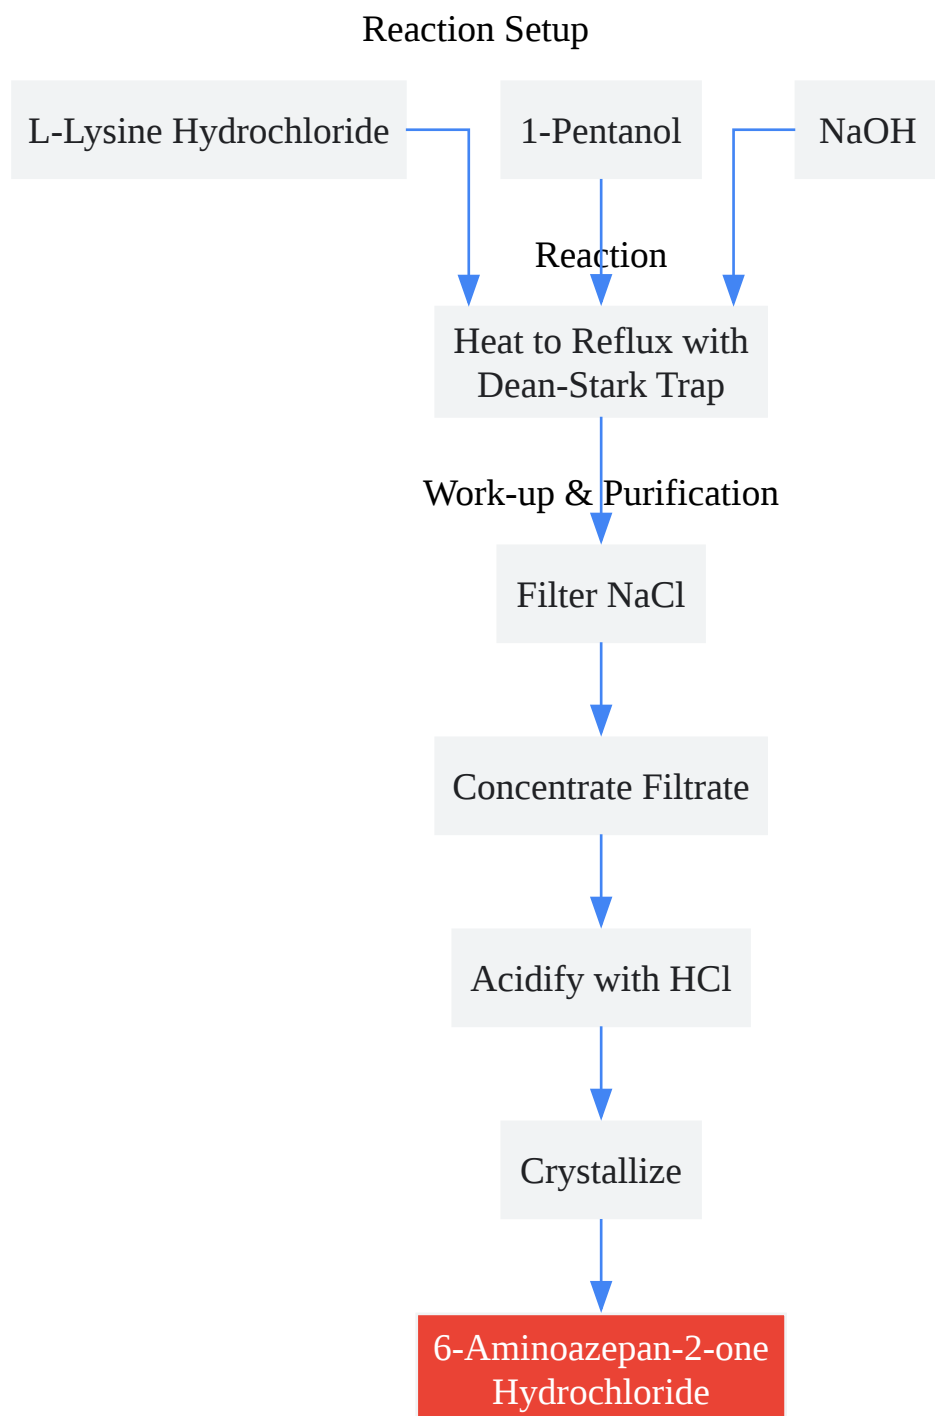 Reaction Setup
L-Lysine Hydrochloride
1-Pentanol
NaOH
Reaction
Heat to Reflux with
Dean-Stark Trap
Work-up & Purification
Filter NaCl
Concentrate Filtrate
Acidify with HCl
Crystallize
6-Aminoazepan-2-one
Hydrochloride